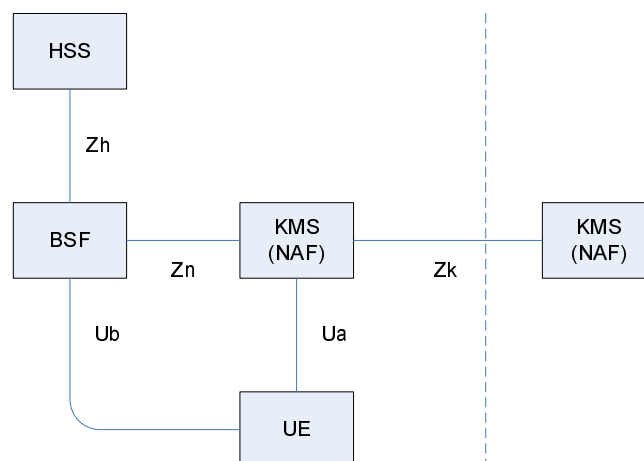 HSS
Zh
BSF
KMS
(NAF)
KMS
(NAF)
Zn
Zk
Ub
Ua
UE